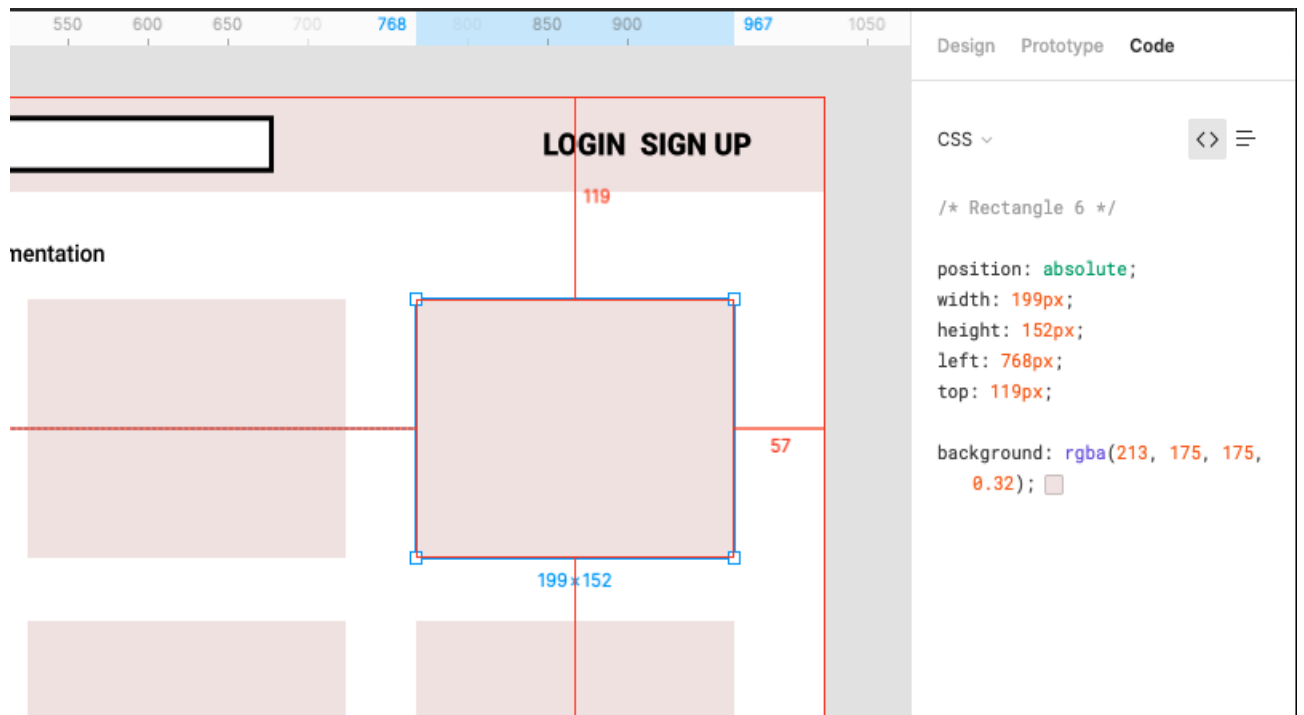 550 600 650 700 768 800 850 900 967 1050
Design Prototype Code
LOGIN SIGN UP
CSS
119
/* Rectangle 6 */
mentation
position: absolute;
width: 199px;
height: 152px;
left: 768px;
top: 119px;
57
background: rgba(213, 175, 175,
0.32);
199 × 152